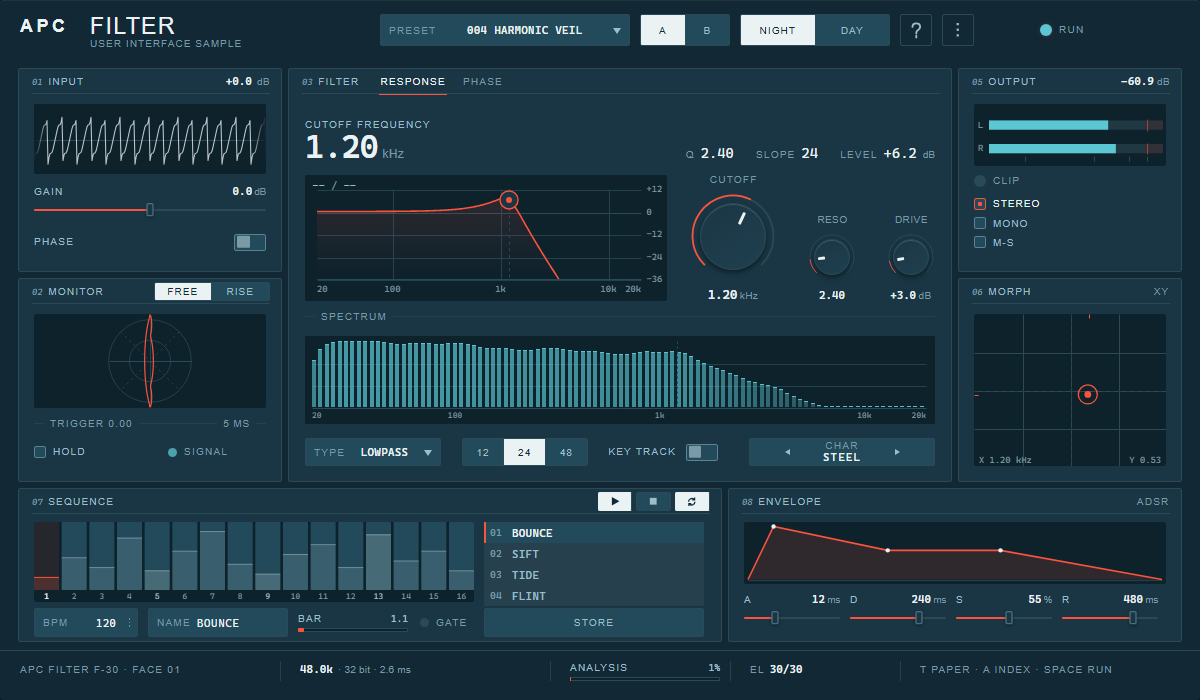 APC FILTER
USER INTERFACE SAMPLE
PRESET 004 HARMONIC VEIL
A B
NIGHT DAY
?
RUN
01 INPUT +0.0 dB
GAIN 0.0 dB
PHASE
02 MONITOR FREE RISE
TRIGGER 0.00 5 MS
HOLD SIGNAL
03 FILTER RESPONSE PHASE
CUTOFF FREQUENCY
1.20 kHz
Q 2.40 SLOPE 24 LEVEL +6.2 dB
-- / --
+12
0
-12
-24
-36
20 100 1k 10k 20k
CUTOFF
1.20 kHz
RESO
2.40
DRIVE
+3.0 dB
SPECTRUM
20 100 1k 10k 20k
TYPE LOWPASS
12 24 48
KEY TRACK
CHAR
STEEL
05 OUTPUT -60.9 dB
L
R
CLIP
STEREO
MONO
M-S
06 MORPH XY
X 1.20 kHz Y 0.53
07 SEQUENCE
1 2 3 4 5 6 7 8 9 10 11 12 13 14 15 16
01 BOUNCE
02 SIFT
03 TIDE
04 FLINT
BPM 120
NAME BOUNCE
BAR 1.1
GATE
STORE
08 ENVELOPE ADSR
A 12 ms D 240 ms S 55 % R 480 ms
APC FILTER F-30 · FACE 01
48.0k · 32 bit · 2.6 ms
ANALYSIS 1%
EL 30/30
T PAPER · A INDEX · SPACE RUN